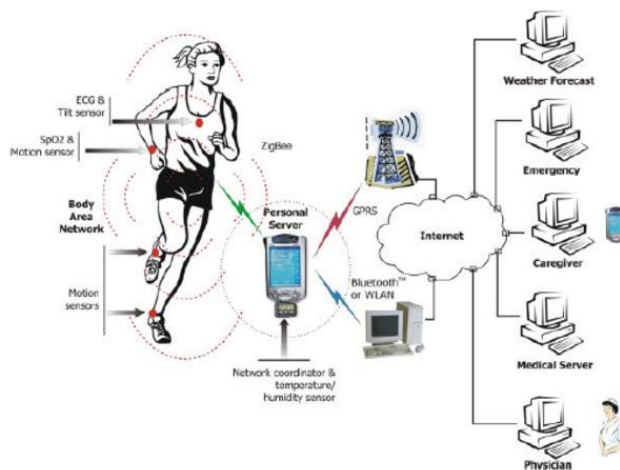 ECG &
Tilt sensor
SpO2 &
Motion sensor
Body
Area
Network
Motion
sensors
ZigBee
Personal
Server
Network coordinator &
temperature/
humidity sensor
GPRS
Bluetooth™
or WLAN
Internet
Weather Forecast
Emergency
Caregiver
Medical Server
Physician